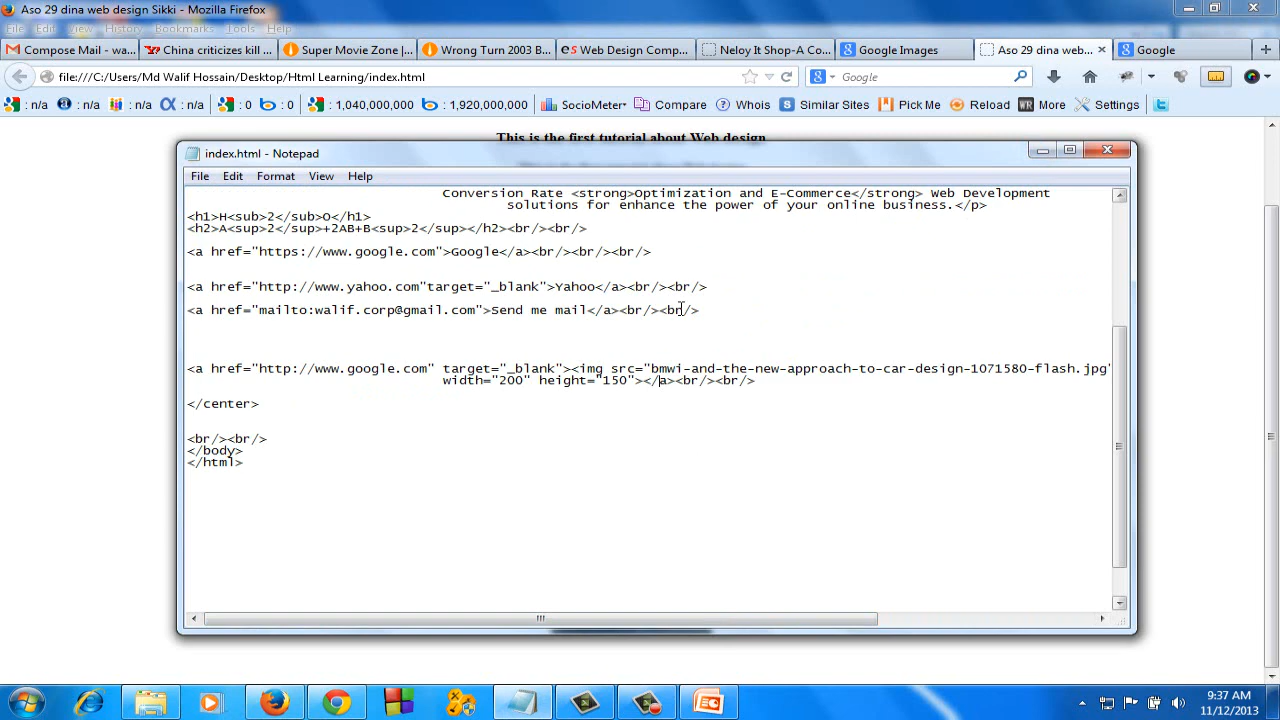 Aso 29 dina web design Sikki - Mozilla Firefox
File Edit View History Bookmarks Tools Help
Compose Mail - wa... China criticizes kill ... Super Movie Zone |... Wrong Turn 2003 B... Web Design Comp... Neloy It Shop-A Co... Google Images Aso 29 dina web... Google
file:///C:/Users/Md Walif Hossain/Desktop/Html Learning/index.html Google
: n/a : n/a : n/a : n/a : 0 : 0 : 1,040,000,000 : 1,920,000,000 SocioMeter Compare Whois Similar Sites Pick Me Reload More Settings
This is the first tutorial about Web design
index.html - Notepad
File Edit Format View Help
Conversion Rate <strong>Optimization and E-Commerce</strong> Web Development
solutions for enhance the power of your online business.</p>
<h1>H<sub>2</sub>O</h1>
<h2>A<sup>2</sup>+2AB+B<sup>2</sup></h2><br/><br/>
<a href="https://www.google.com">Google</a><br/><br/><br/>
<a href="http://www.yahoo.com"target="_blank">Yahoo</a><br/><br/>
<a href="mailto:walif.corp@gmail.com">Send me mail</a><br/><br/>
<a href="http://www.google.com" target="_blank"><img src="bmwi-and-the-new-approach-to-car-design-1071580-flash.jpg"
width="200" height="150"></a><br/><br/>
</center>
<br/><br/>
</body>
</html>
9:37 AM
11/12/2013